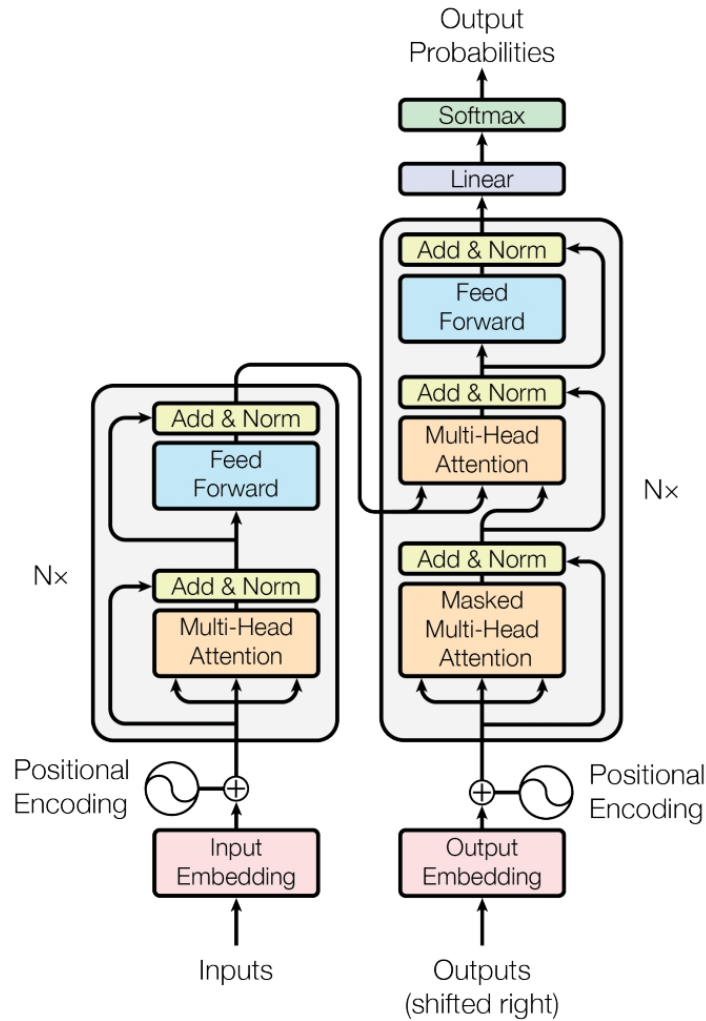 Output
Probabilities
Softmax
Linear
Add & Norm
Feed
Forward
Add & Norm
Multi-Head
Attention
Add & Norm
Masked
Multi-Head
Attention
Nx
Add & Norm
Feed
Forward
Add & Norm
Multi-Head
Attention
Nx
Positional
Encoding
Positional
Encoding
Input
Embedding
Output
Embedding
Inputs
Outputs
(shifted right)